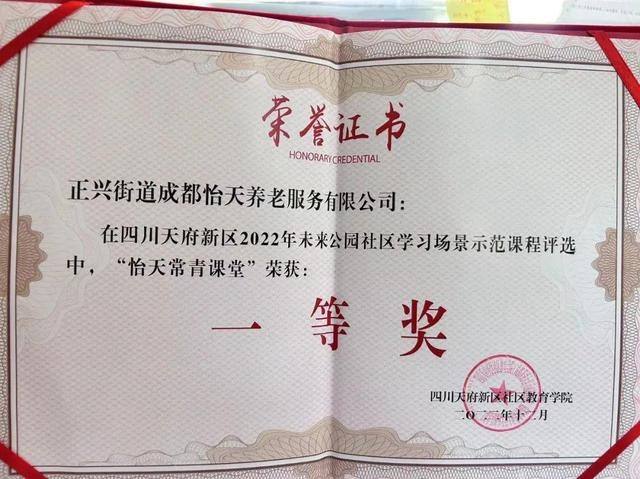 荣誉证书
HONORARY CREDENTIAL
正兴街道成都怡天养老服务有限公司：
在四川天府新区2022年未来公园社区学习场景示范课程评选
中，“怡天常青课堂”荣获：
一等奖
四川天府新区社区教育学院
二〇二二年十二月